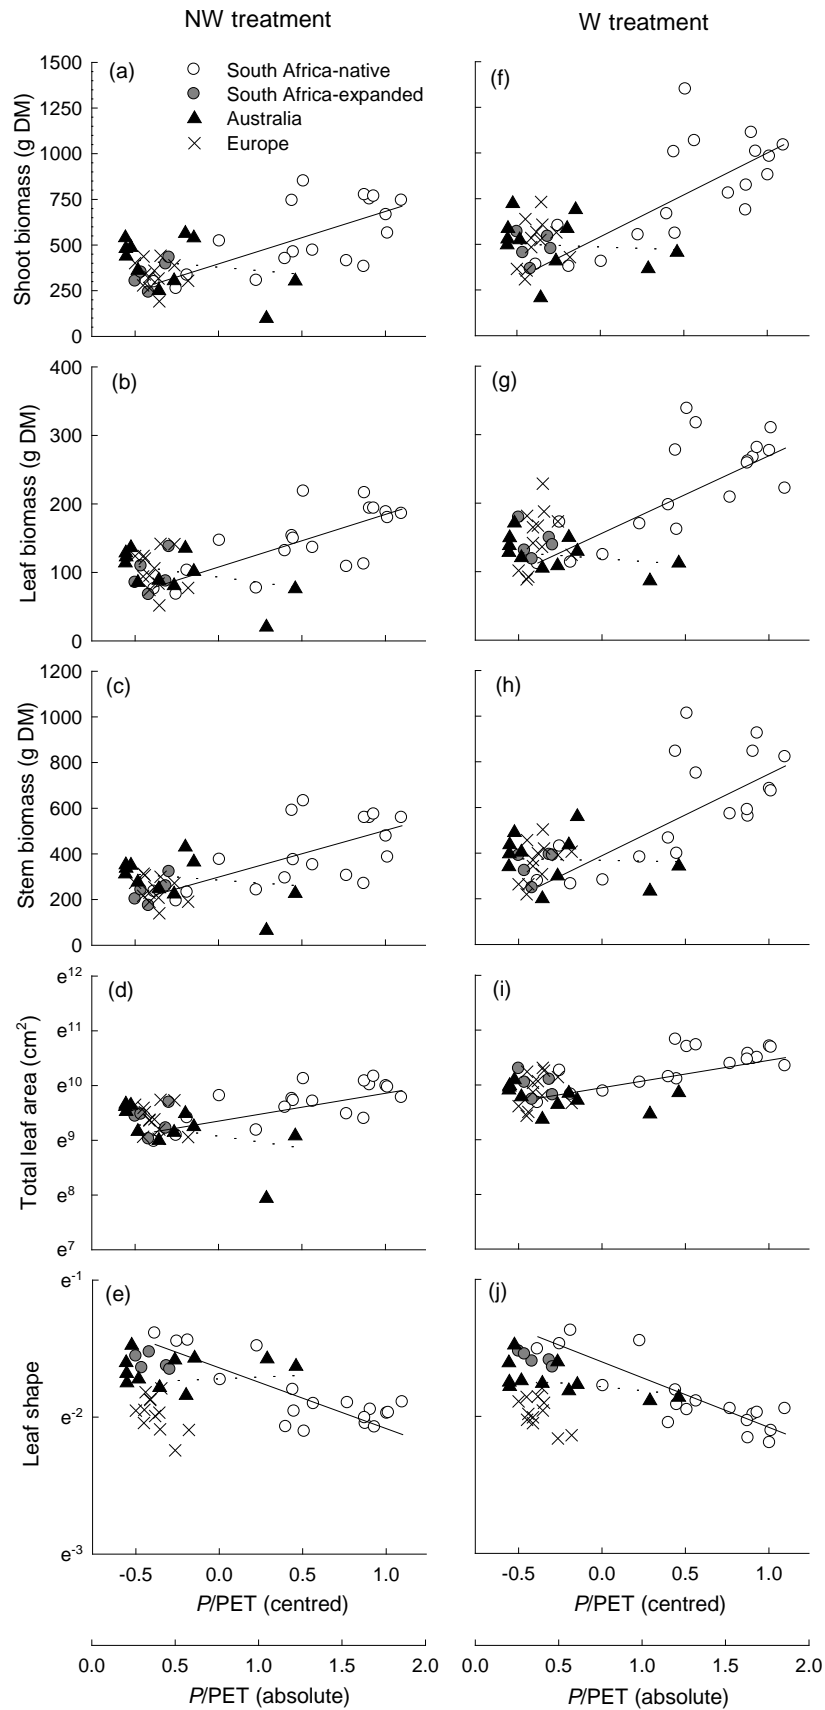 NW treatment
W treatment
(a)
South Africa-native
South Africa-expanded
Australia
Europe
Shoot biomass (g DM)
1500
1250
1000
750
500
250
0
(f)
(b)
Leaf biomass (g DM)
400
300
200
100
0
(g)
(c)
Stem biomass (g DM)
1200
1000
800
600
400
200
0
(h)
(d)
Total leaf area (cm²)
e¹²
e¹¹
e¹⁰
e⁹
e⁸
e⁷
(i)
(e)
Leaf shape
e⁻¹
e⁻²
e⁻³
(j)
-0.5 0.0 0.5 1.0
P/PET (centred)
-0.5 0.0 0.5 1.0
P/PET (centred)
0.0 0.5 1.0 1.5 2.0
P/PET (absolute)
0.0 0.5 1.0 1.5 2.0
P/PET (absolute)